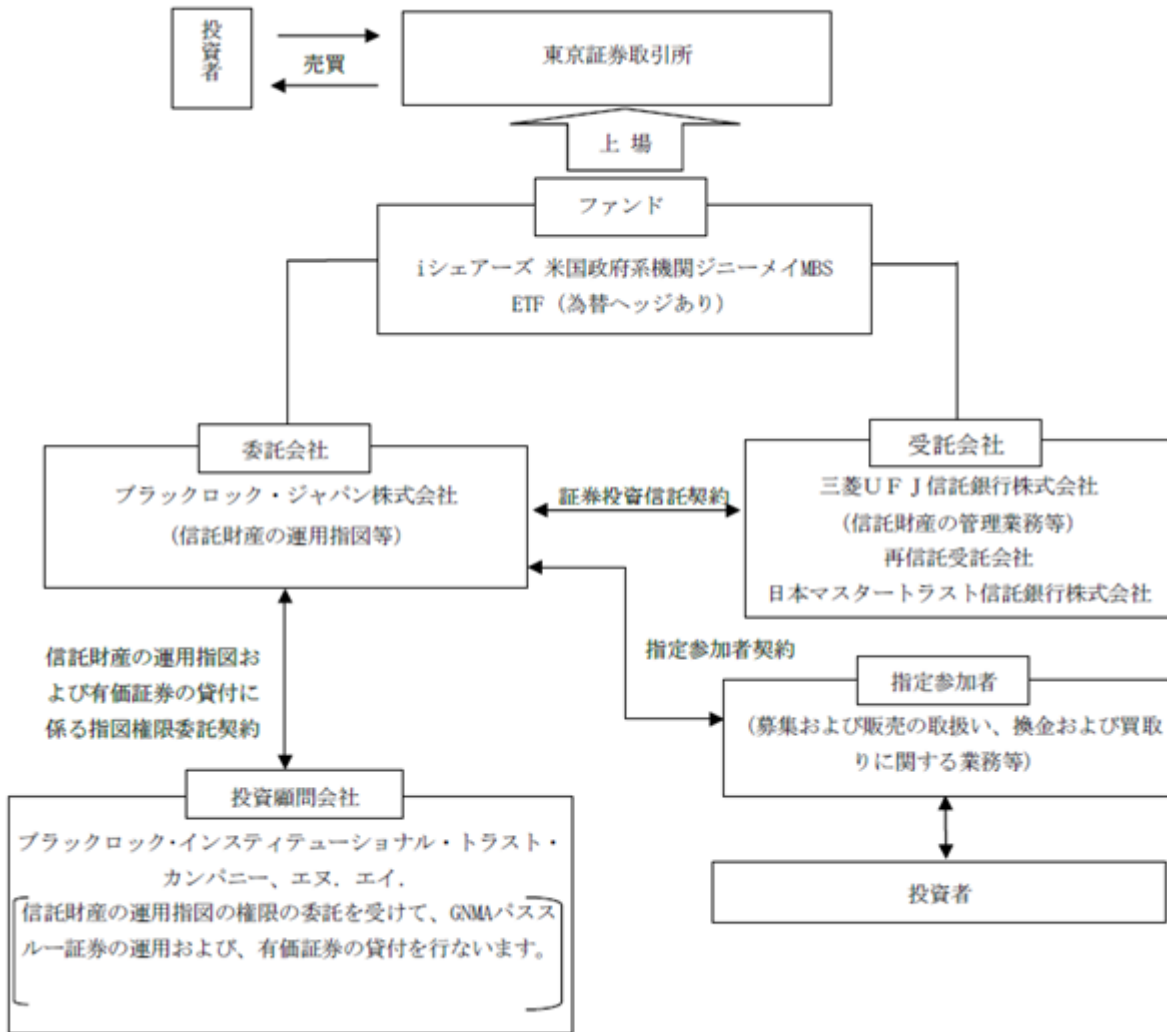 投資者
売買
東京証券取引所
上 場
ファンド
iシェアーズ 米国政府系機関ジニーメイMBS
ETF（為替ヘッジあり）
委託会社
ブラックロック・ジャパン株式会社
(信託財産の運用指図等)
証券投資信託契約
受託会社
三菱ＵＦＪ信託銀行株式会社
(信託財産の管理業務等)
再信託受託会社
日本マスタートラスト信託銀行株式会社
信託財産の運用指図お
よび有価証券の貸付に
係る指図権限委託契約
指定参加者契約
指定参加者
(募集および販売の取扱い、換金および買取
りに関する業務等)
投資顧問会社
ブラックロック・インスティテューショナル・トラスト・
カンパニー、エヌ．エイ．
信託財産の運用指図の権限の委託を受けて、GNMAパスス
ルー証券の運用および、有価証券の貸付を行ないます。
投資者